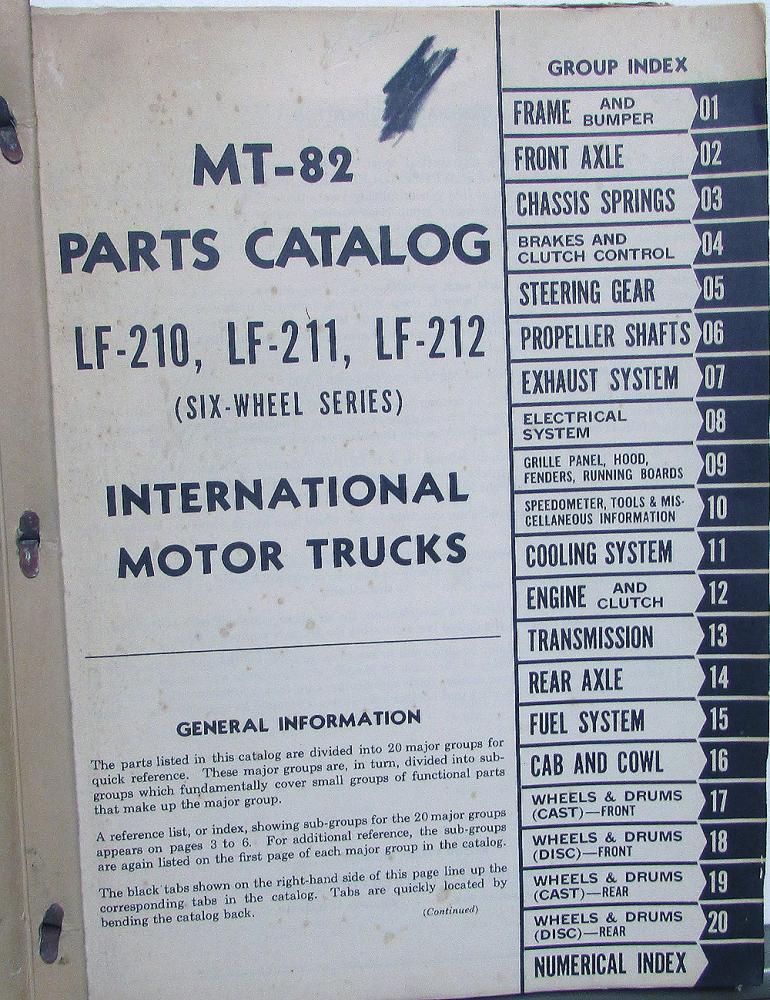 MT-82
PARTS CATALOG
LF-210, LF-211, LF-212
(SIX-WHEEL SERIES)
INTERNATIONAL
MOTOR TRUCKS
GENERAL INFORMATION
The parts listed in this catalog are divided into 20 major groups for
quick reference. These major groups are, in turn, divided into sub-
groups which fundamentally cover small groups of functional parts
that make up the major group.
A reference list, or index, showing sub-groups for the 20 major groups
appears on pages 3 to 6. For additional reference, the sub-groups
are again listed on the first page of each major group in the catalog.
The black tabs shown on the right-hand side of this page line up the
corresponding tabs in the catalog. Tabs are quickly located by
bending the catalog back.
(Continued)
GROUP INDEX
FRAME AND BUMPER 01
FRONT AXLE 02
CHASSIS SPRINGS 03
BRAKES AND
CLUTCH CONTROL 04
STEERING GEAR 05
PROPELLER SHAFTS 06
EXHAUST SYSTEM 07
ELECTRICAL
SYSTEM 08
GRILLE PANEL, HOOD,
FENDERS, RUNNING BOARDS 09
SPEEDOMETER, TOOLS & MIS-
CELLANEOUS INFORMATION 10
COOLING SYSTEM 11
ENGINE AND CLUTCH 12
TRANSMISSION 13
REAR AXLE 14
FUEL SYSTEM 15
CAB AND COWL 16
WHEELS & DRUMS
(CAST)—FRONT 17
WHEELS & DRUMS
(DISC)—FRONT 18
WHEELS & DRUMS
(CAST)—REAR 19
WHEELS & DRUMS
(DISC)—REAR 20
NUMERICAL INDEX